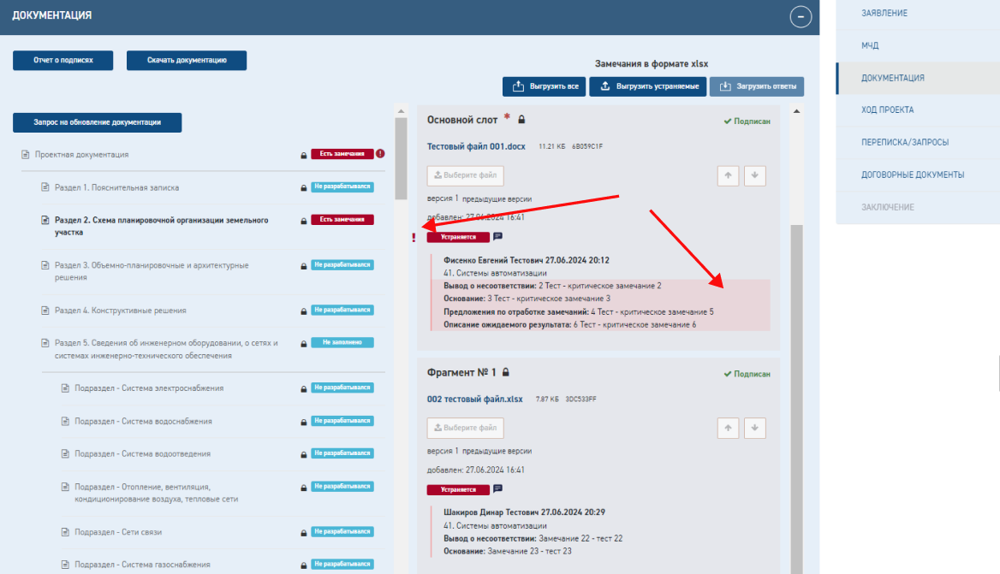 ДОКУМЕНТАЦИЯ
Отчет о подписях
Скачать документацию
Замечания в формате xlsx
Выгрузить все
Выгрузить устраняемые
Загрузить ответы
Запрос на обновление документации
Проектная документация
Есть замечания
Раздел 1. Пояснительная записка
Не разрабатывался
Раздел 2. Схема планировочной организации земельного
участка
Есть замечания
Раздел 3. Объемно-планировочные и архитектурные
решения
Не разрабатывался
Раздел 4. Конструктивные решения
Не разрабатывался
Раздел 5. Сведения об инженерном оборудовании, о сетях и
системах инженерно-технического обеспечения
Не заполнено
Подраздел - Система электроснабжения
Не разрабатывался
Подраздел - Система водоснабжения
Не разрабатывался
Подраздел - Система водоотведения
Не разрабатывался
Подраздел - Отопление, вентиляция,
кондиционирование воздуха, тепловые сети
Не разрабатывался
Подраздел - Сети связи
Не разрабатывался
Подраздел - Система газоснабжения
Не разрабатывался
Основной слот *
Подписан
Тестовый файл 001.docx 11.21 КБ 6B059C1F
Выберите файл
версия 1 предыдущие версии
добавлен: 27.06.2024 16:41
! Устраняется
Фисенко Евгений Тестович 27.06.2024 20:12
41. Системы автоматизации
Вывод о несоответствии: 2 Тест - критическое замечание 2
Основание: 3 Тест - критическое замечание 3
Предложения по отработке замечаний: 4 Тест - критическое замечание 5
Описание ожидаемого результата: 6 Тест - критическое замечание 6
Фрагмент № 1
Подписан
002 тестовый файл.xlsx 7.87 КБ 3DC533FF
Выберите файл
версия 1 предыдущие версии
добавлен: 27.06.2024 16:41
Устраняется
Шакиров Динар Тестович 27.06.2024 20:29
41. Системы автоматизации
Вывод о несоответствии: Замечание 22 - тест 22
Основание: Замечание 23 - тест 23
ЗАЯВЛЕНИЕ
МЧД
ДОКУМЕНТАЦИЯ
ХОД ПРОЕКТА
ПЕРЕПИСКА/ЗАПРОСЫ
ДОГОВОРНЫЕ ДОКУМЕНТЫ
ЗАКЛЮЧЕНИЕ